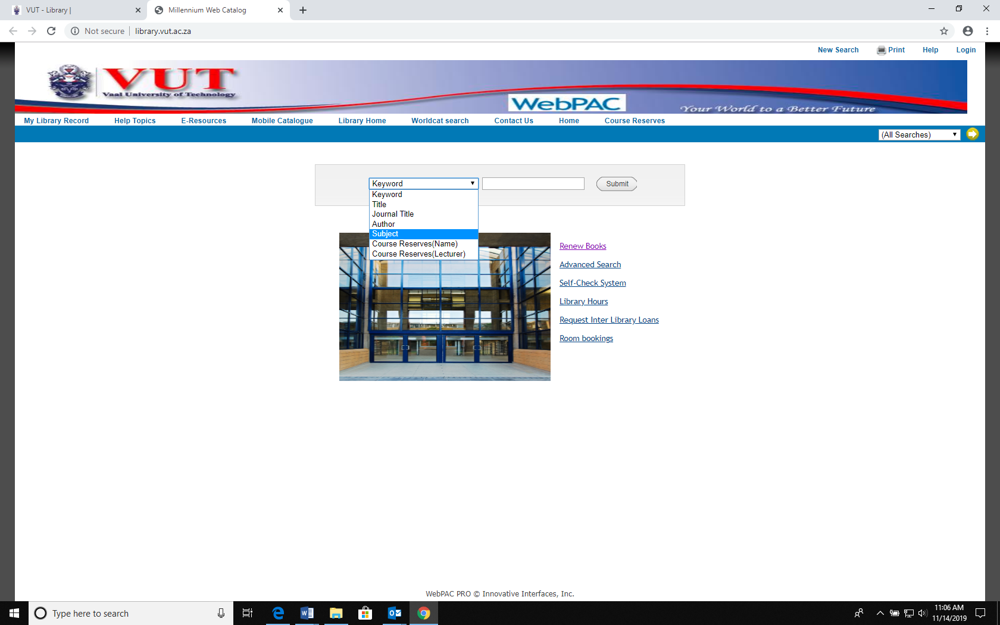 VUT - Library |
Millennium Web Catalog
Not secure
library.vut.ac.za
New Search
Print
Help
Login
VUT
Vaal University of Technology
WebPAC
Your World to a Better Future
My Library Record
Help Topics
E-Resources
Mobile Catalogue
Library Home
Worldcat search
Contact Us
Home
Course Reserves
(All Searches)
Keyword
Submit
Keyword
Title
Journal Title
Author
Subject
Course Reserves(Name)
Course Reserves(Lecturer)
Renew Books
Advanced Search
Self-Check System
Library Hours
Request Inter Library Loans
Room bookings
WebPAC PRO © Innovative Interfaces, Inc.
Type here to search
11:06 AM
11/14/2019